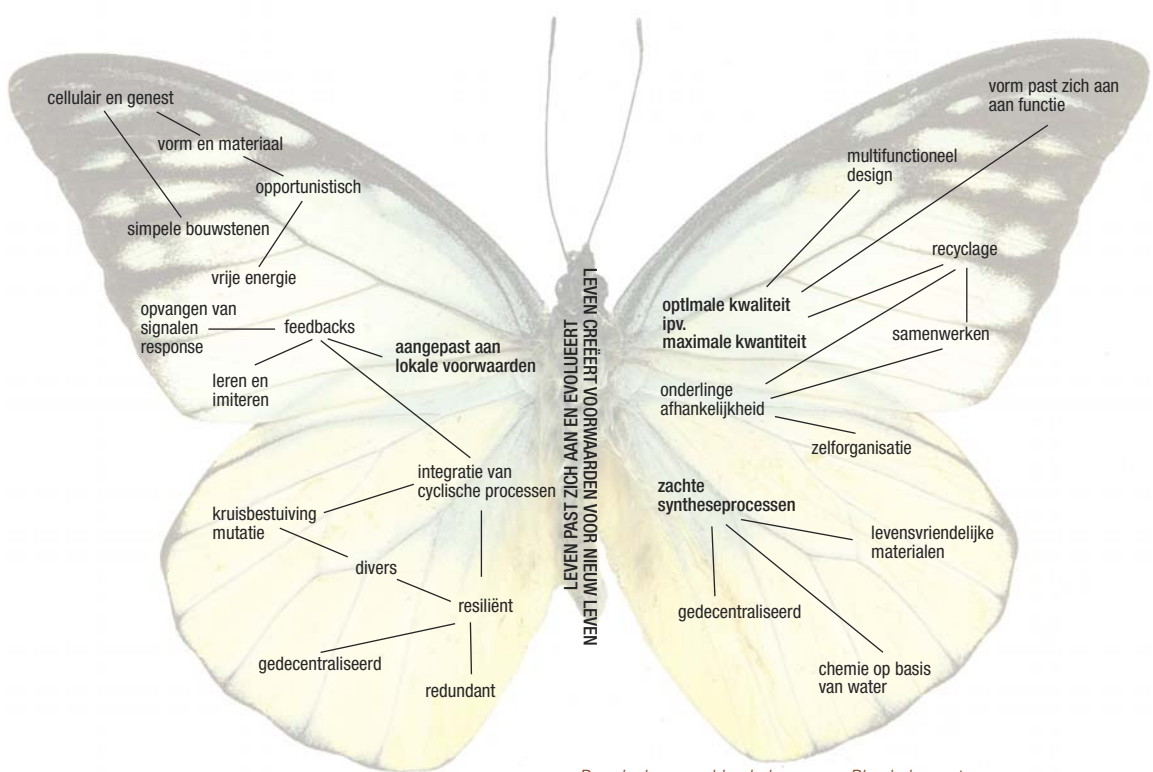 cellulair en genest
vorm en materiaal
opportunistisch
simpele bouwstenen
vrije energie
opvangen van
signalen
response
feedbacks
aangepast aan
lokale voorwaarden
leren en
imiteren
integratie van
cyclische processen
kruisbestuiving
mutatie
divers
resiliënt
gedecentraliseerd
redundant
LEVEN PAST ZICH AAN EN EVOLUEERT
LEVEN CREËERT VOORWAARDEN VOOR NIEUW LEVEN
vorm past zich aan
aan functie
multifunctioneel
design
recyclage
optImale kwaliteit
ipv.
maximale kwantiteit
samenwerken
onderlinge
afhankelijkheid
zelforganisatie
zachte
syntheseprocessen
levensvriendelijke
materialen
gedecentraliseerd
chemie op basis
van water